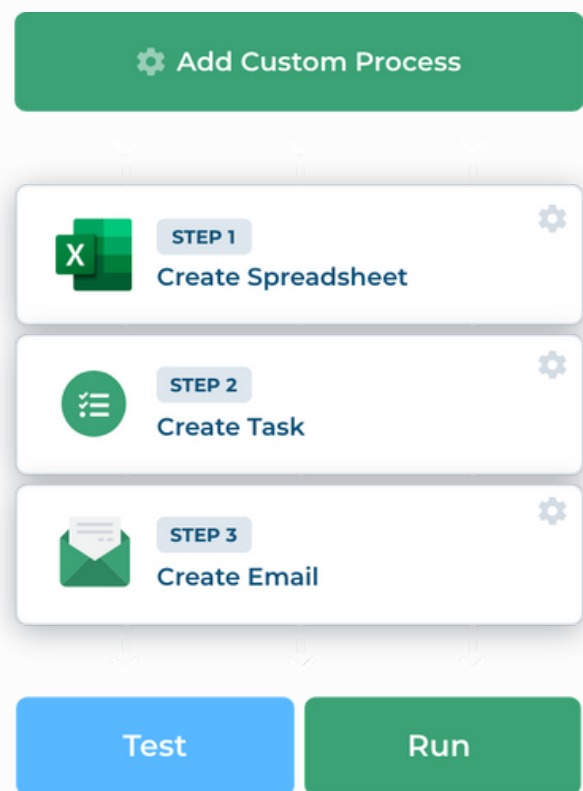 Add Custom Process
X
STEP 1
Create Spreadsheet
STEP 2
Create Task
STEP 3
Create Email
Test
Run